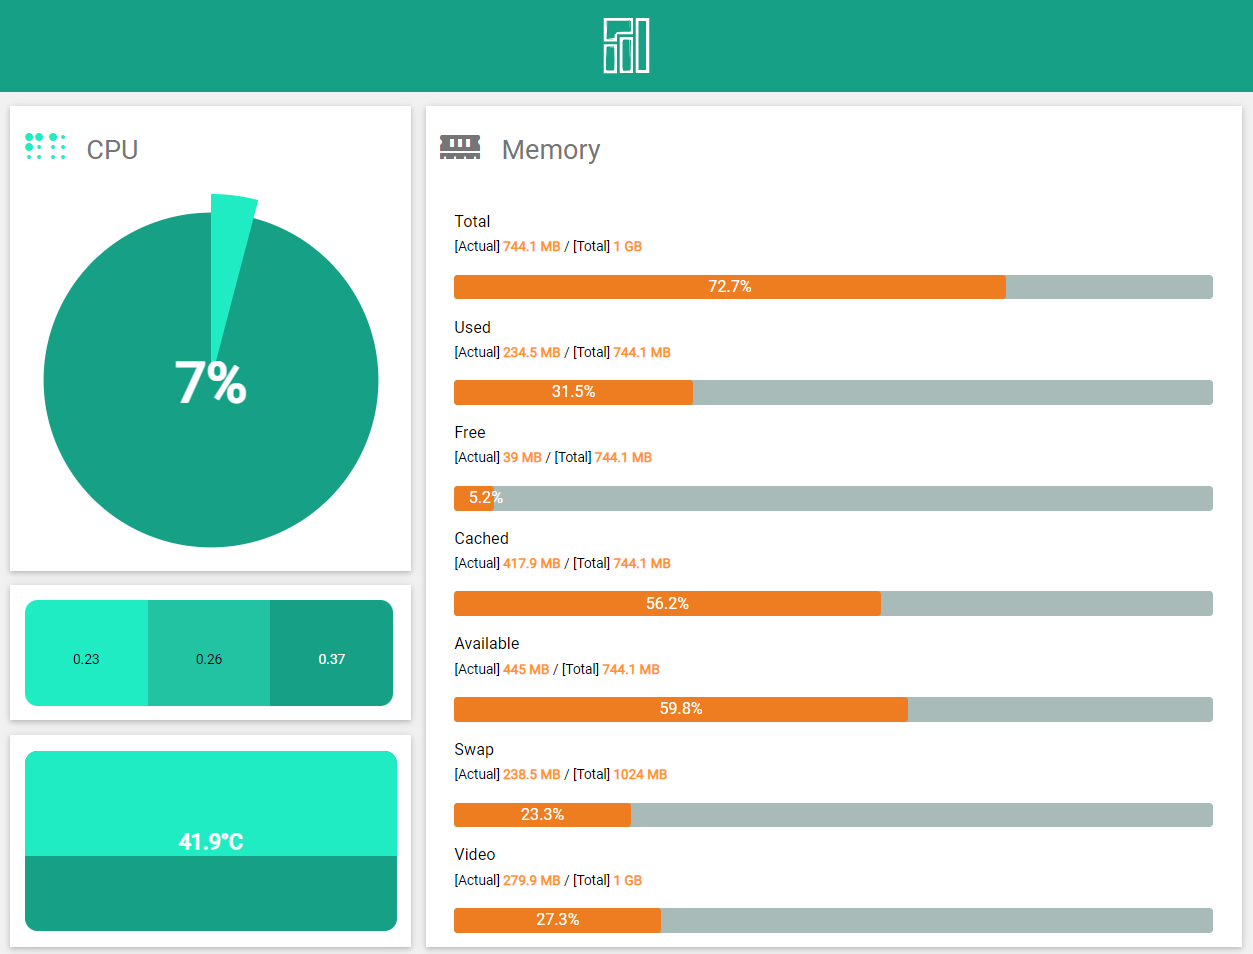 CPU
7%
0.23 0.26 0.37
41.9°C
Memory
Total
[Actual] 744.1 MB / [Total] 1 GB
72.7%
Used
[Actual] 234.5 MB / [Total] 744.1 MB
31.5%
Free
[Actual] 39 MB / [Total] 744.1 MB
5.2%
Cached
[Actual] 417.9 MB / [Total] 744.1 MB
56.2%
Available
[Actual] 445 MB / [Total] 744.1 MB
59.8%
Swap
[Actual] 238.5 MB / [Total] 1024 MB
23.3%
Video
[Actual] 279.9 MB / [Total] 1 GB
27.3%